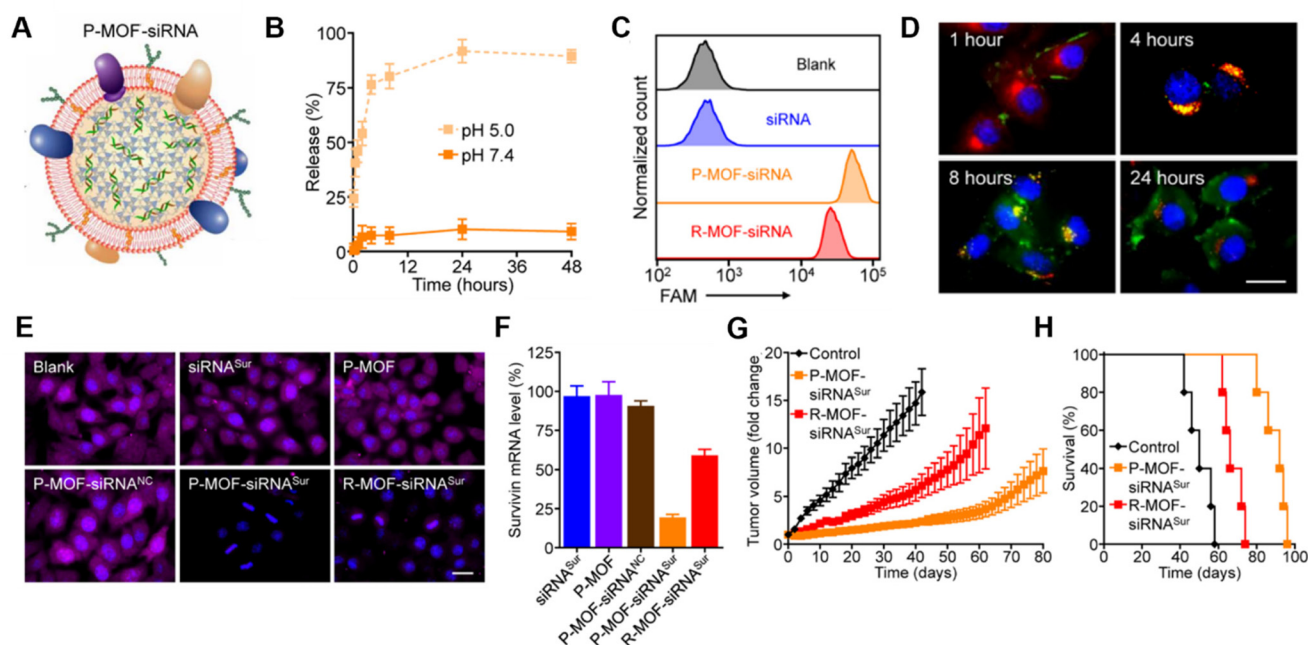 A
P-MOF-siRNA
B
100
75
50
25
0
Release (%)
pH 5.0
pH 7.4
0 12 24 36 48
Time (hours)
C
Normalized count
Blank
siRNA
P-MOF-siRNA
R-MOF-siRNA
10² 10³ 10⁴ 10⁵
FAM
D
1 hour
4 hours
8 hours
24 hours
E
Blank
siRNA^Sur
P-MOF
P-MOF-siRNA^NC
P-MOF-siRNA^Sur
R-MOF-siRNA^Sur
F
125
100
75
50
25
0
Survivin mRNA level (%)
siRNA^Sur
P-MOF
P-MOF-siRNA^NC
P-MOF-siRNA^Sur
R-MOF-siRNA^Sur
G
20
15
10
5
0
Tumor volume (fold change)
Control
P-MOF-
siRNA^Sur
R-MOF-
siRNA^Sur
0 10 20 30 40 50 60 70 80
Time (days)
H
100
80
60
40
20
0
Survival (%)
Control
P-MOF-
siRNA^Sur
R-MOF-
siRNA^Sur
0 20 40 60 80 100
Time (days)